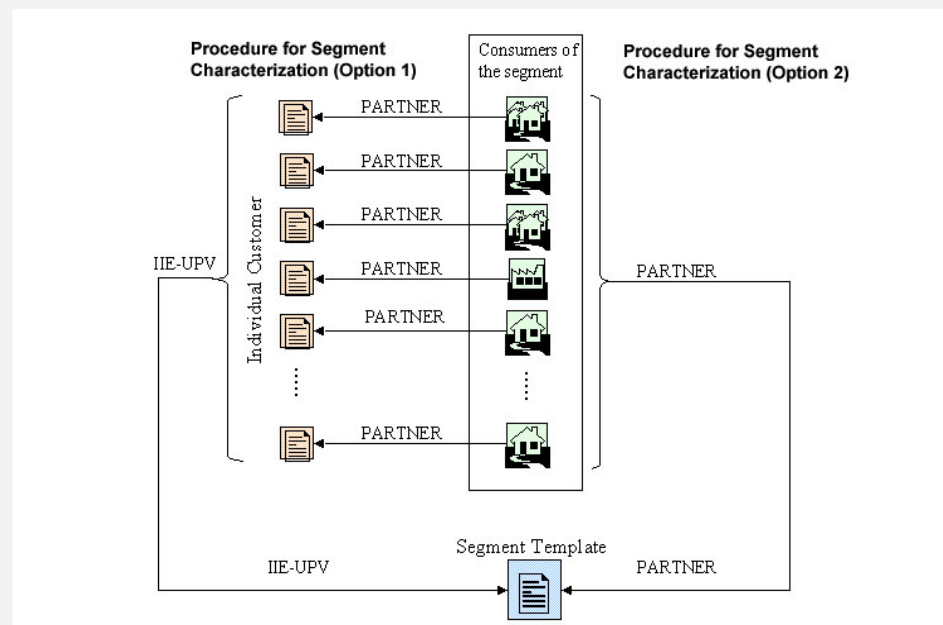 Procedure for Segment
Characterization (Option 1)
Consumers of
the segment
Procedure for Segment
Characterization (Option 2)
PARTNER
PARTNER
PARTNER
IIE-UPV
Individual Customer
PARTNER
PARTNER
PARTNER
PARTNER
Segment Template
IIE-UPV
PARTNER